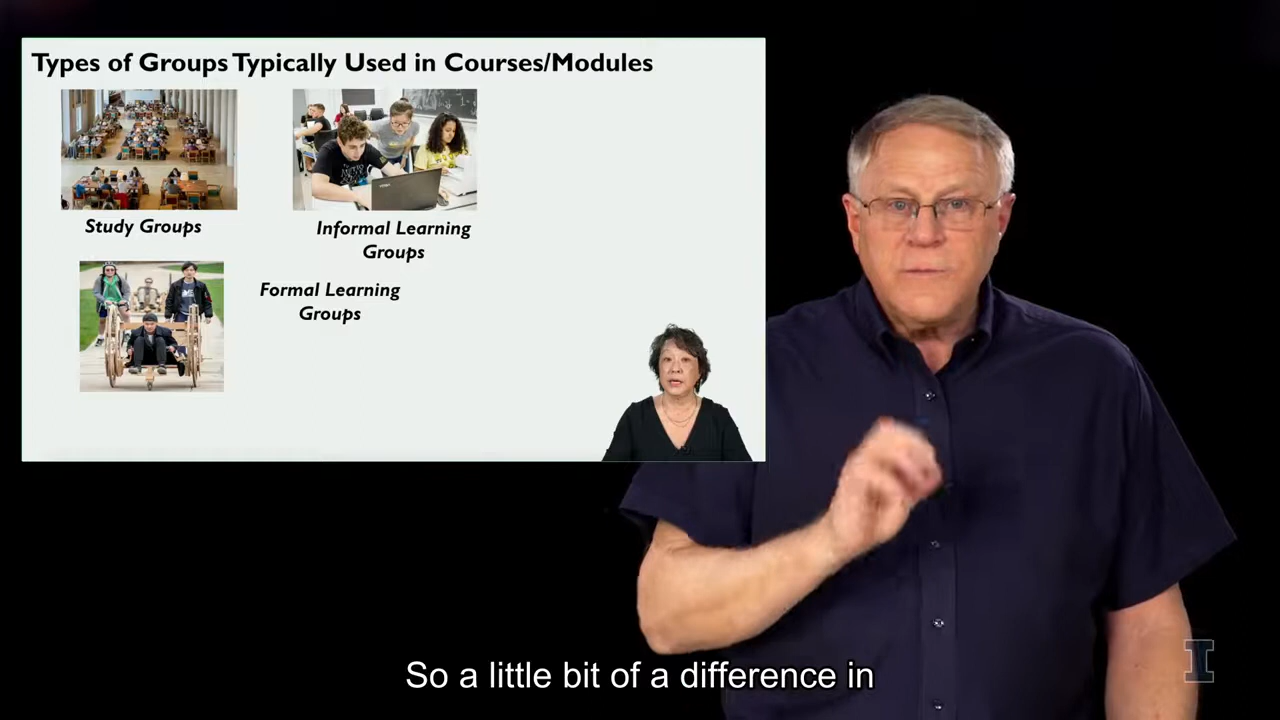 Types of Groups Typically Used in Courses/Modules
Study Groups
Informal Learning
Groups
Formal Learning
Groups
So a little bit of a difference in